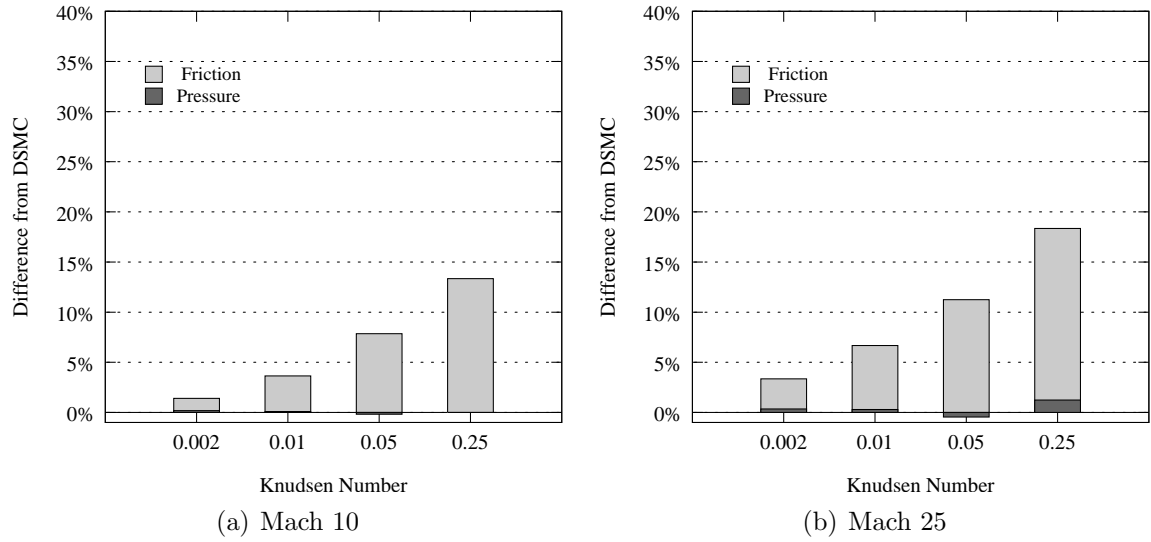 40%
35%
30%
25%
20%
15%
10%
5%
0%
Difference from DSMC
Friction
Pressure
0.002 0.01 0.05 0.25
Knudsen Number
(a) Mach 10
40%
35%
30%
25%
20%
15%
10%
5%
0%
Difference from DSMC
Friction
Pressure
0.002 0.01 0.05 0.25
Knudsen Number
(b) Mach 25